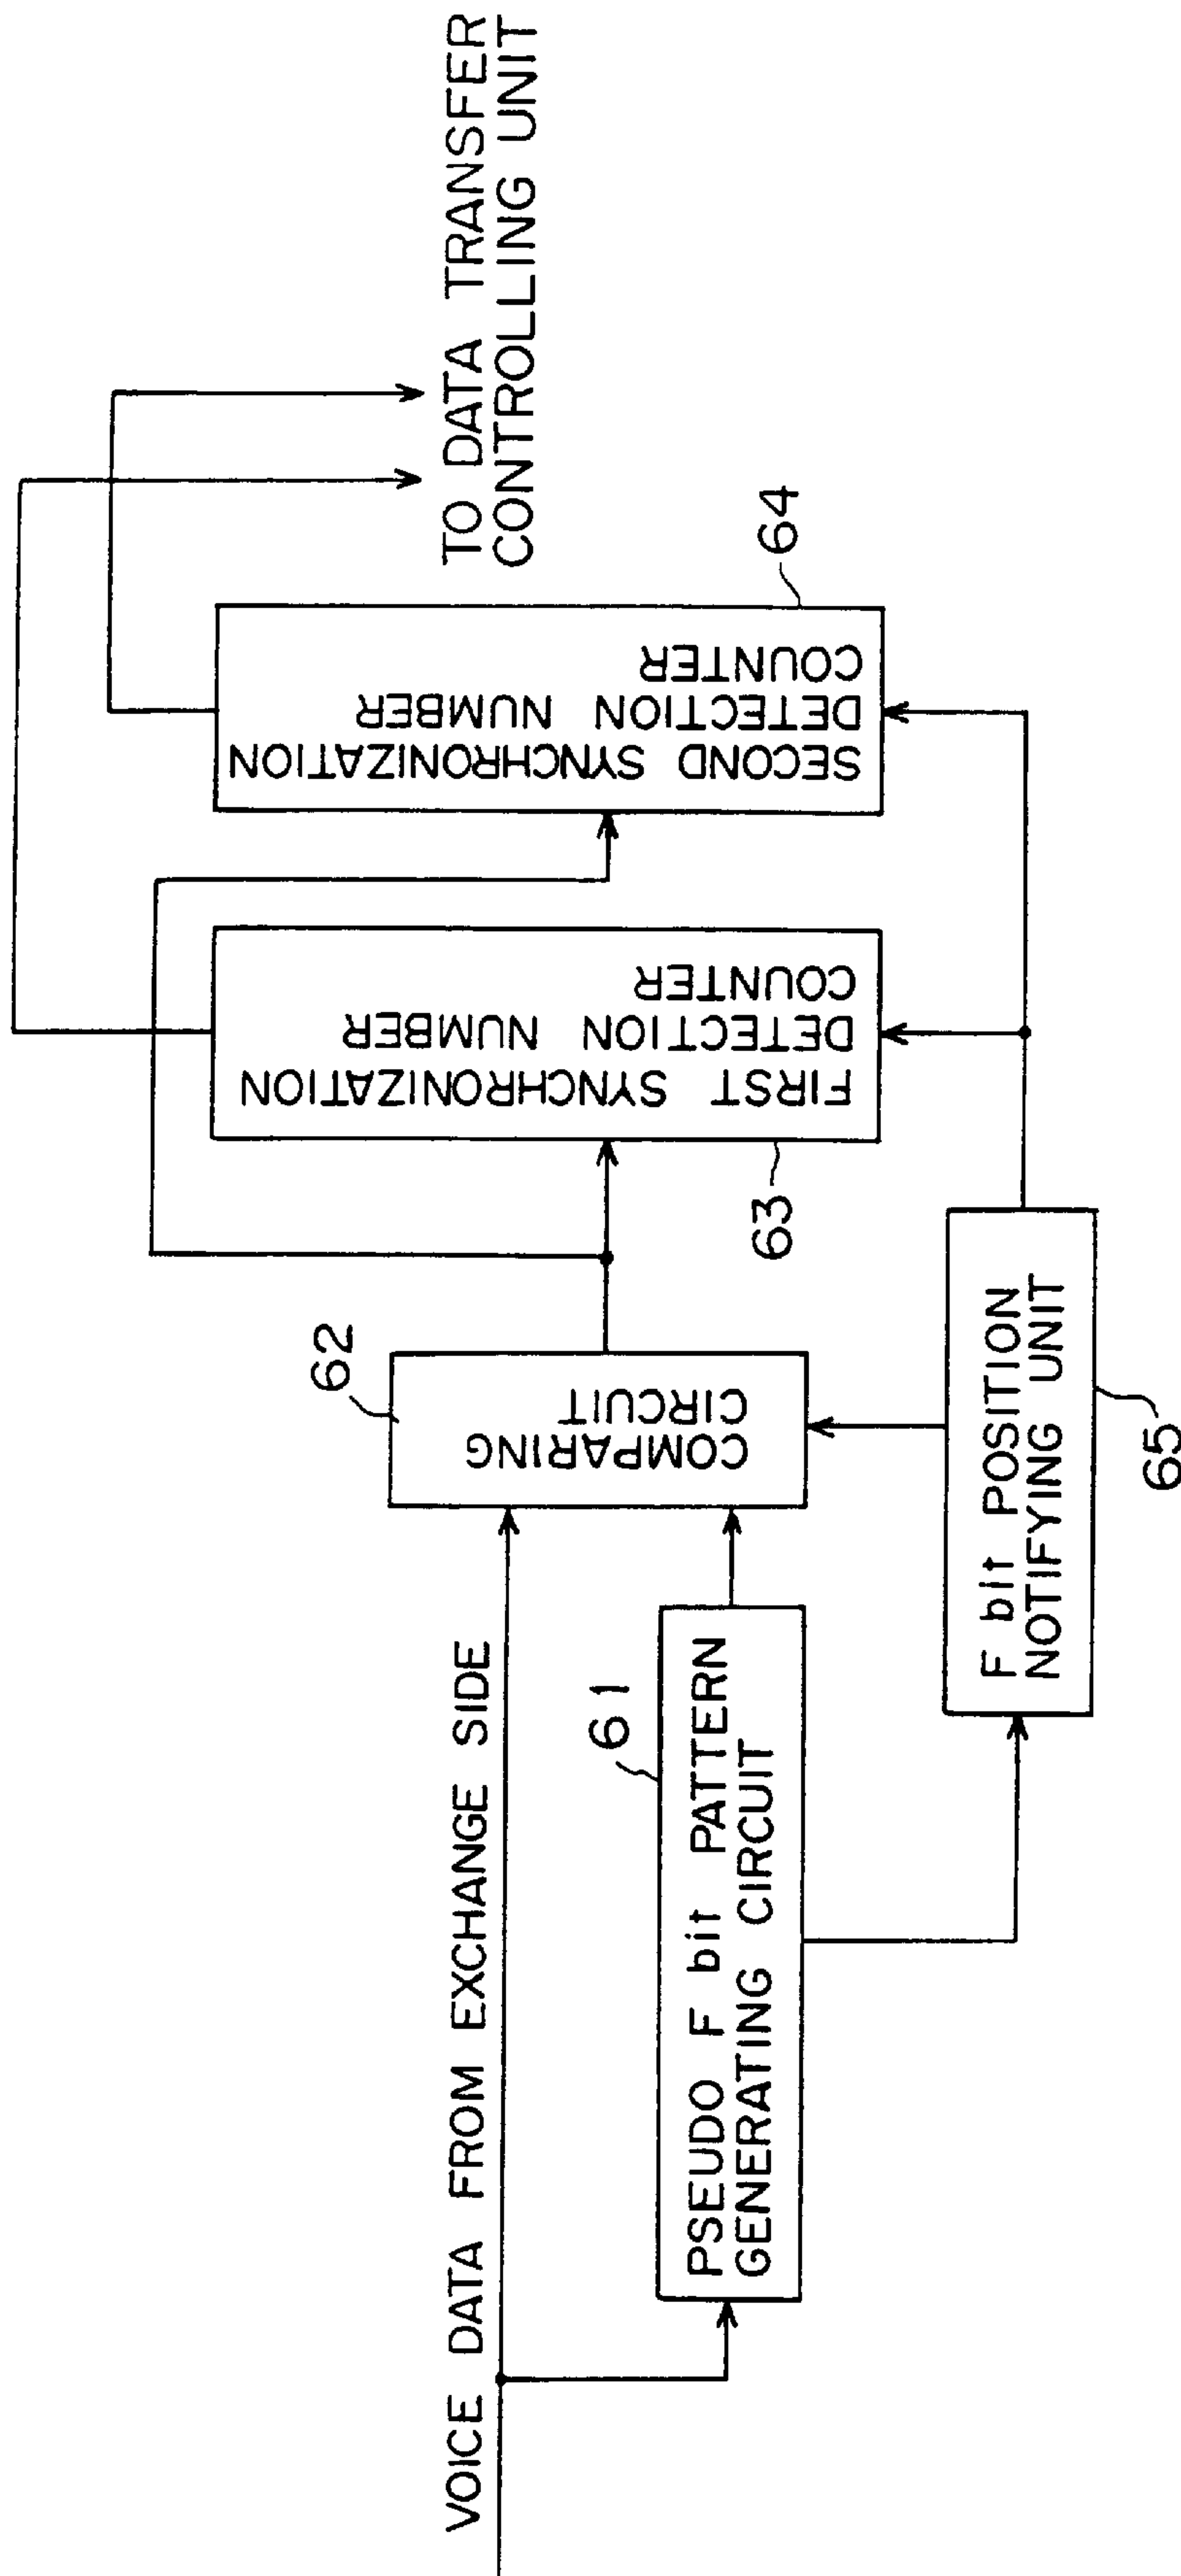 VOICE DATA FROM EXCHANGE SIDE
61
PSEUDO F bit PATTERN
GENERATING CIRCUIT
62
COMPARING
CIRCUIT
F bit POSITION
NOTIFYING UNIT
65
63
FIRST SYNCHRONIZATION
DETECTION NUMBER
COUNTER
64
SECOND SYNCHRONIZATION
DETECTION NUMBER
COUNTER
TO DATA TRANSFER
CONTROLLING UNIT